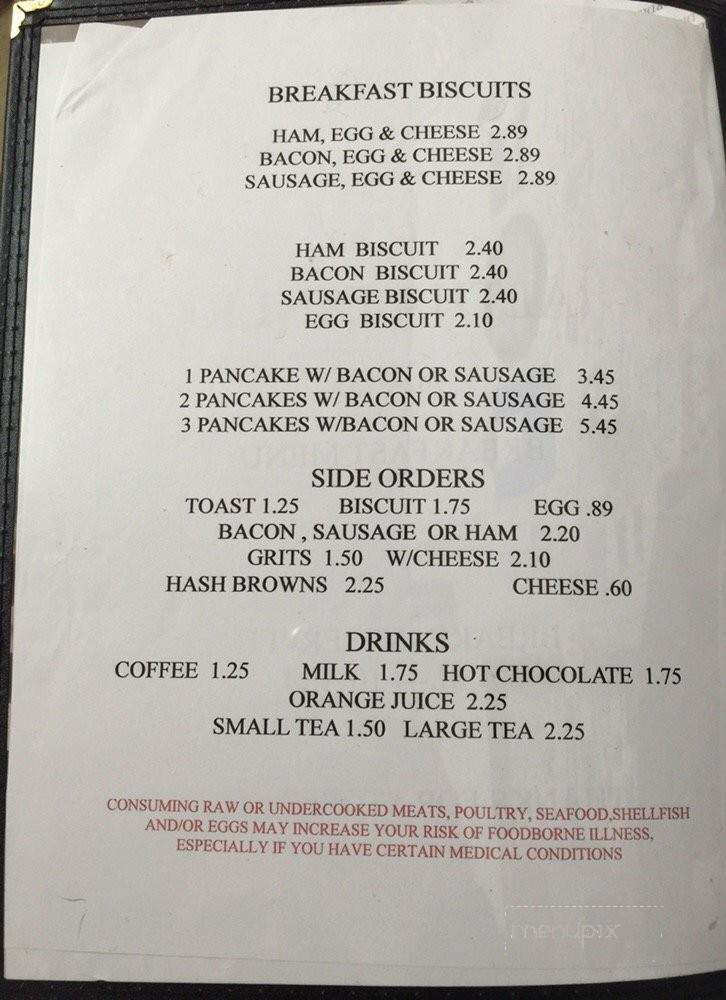 BREAKFAST BISCUITS
HAM, EGG & CHEESE 2.89
BACON, EGG & CHEESE 2.89
SAUSAGE, EGG & CHEESE 2.89
HAM BISCUIT 2.40
BACON BISCUIT 2.40
SAUSAGE BISCUIT 2.40
EGG BISCUIT 2.10
1 PANCAKE W/ BACON OR SAUSAGE 3.45
2 PANCAKES W/ BACON OR SAUSAGE 4.45
3 PANCAKES W/BACON OR SAUSAGE 5.45
SIDE ORDERS
TOAST 1.25 BISCUIT 1.75 EGG .89
BACON , SAUSAGE OR HAM 2.20
GRITS 1.50 W/CHEESE 2.10
HASH BROWNS 2.25 CHEESE .60
DRINKS
COFFEE 1.25 MILK 1.75 HOT CHOCOLATE 1.75
ORANGE JUICE 2.25
SMALL TEA 1.50 LARGE TEA 2.25
CONSUMING RAW OR UNDERCOOKED MEATS, POULTRY, SEAFOOD,SHELLFISH
AND/OR EGGS MAY INCREASE YOUR RISK OF FOODBORNE ILLNESS,
ESPECIALLY IF YOU HAVE CERTAIN MEDICAL CONDITIONS
menupix